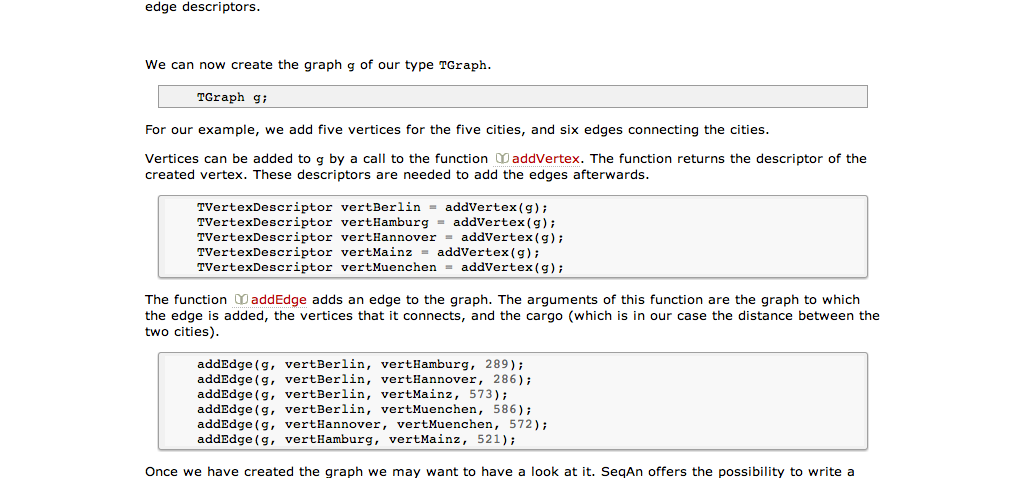 edge descriptors.
We can now create the graph g of our type TGraph.
TGraph g;
For our example, we add five vertices for the five cities, and six edges connecting the cities.
Vertices can be added to g by a call to the function addVertex. The function returns the descriptor of the
created vertex. These descriptors are needed to add the edges afterwards.
TVertexDescriptor vertBerlin = addVertex(g);
TVertexDescriptor vertHamburg = addVertex(g);
TVertexDescriptor vertHannover = addVertex(g);
TVertexDescriptor vertMainz = addVertex(g);
TVertexDescriptor vertMuenchen = addVertex(g);
The function addEdge adds an edge to the graph. The arguments of this function are the graph to which
the edge is added, the vertices that it connects, and the cargo (which is in our case the distance between the
two cities).
addEdge(g, vertBerlin, vertHamburg, 289);
addEdge(g, vertBerlin, vertHannover, 286);
addEdge(g, vertBerlin, vertMainz, 573);
addEdge(g, vertBerlin, vertMuenchen, 586);
addEdge(g, vertHannover, vertMuenchen, 572);
addEdge(g, vertHamburg, vertMainz, 521);
Once we have created the graph we may want to have a look at it. SeqAn offers the possibility to write a